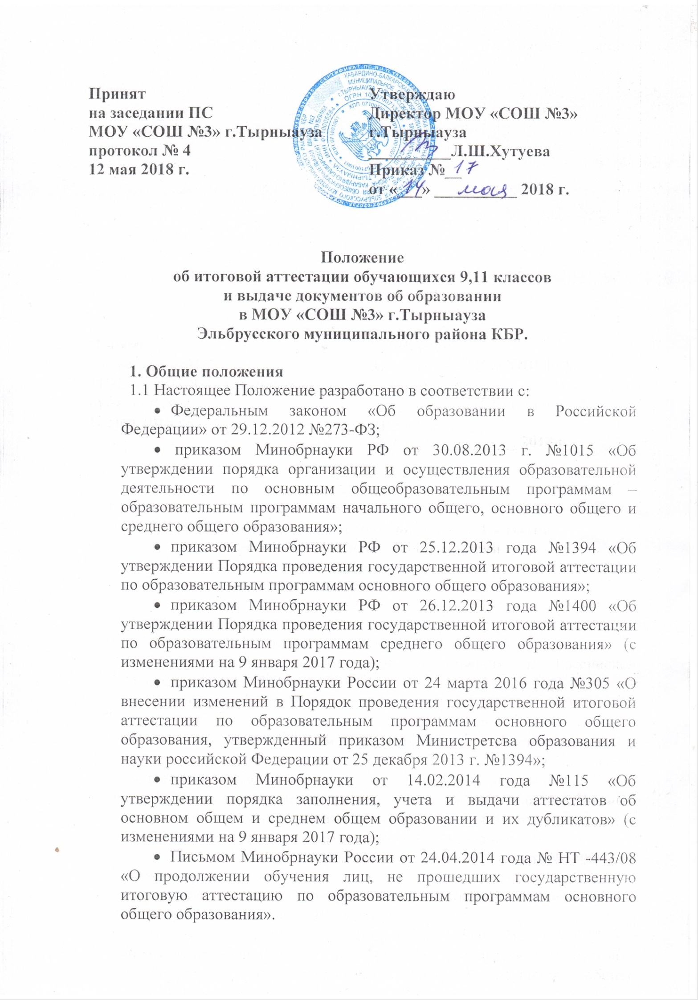 Принят
на заседании ПС
МОУ «СОШ №3» г.Тырныауза
протокол № 4
12 мая 2018 г.
Утверждаю
Директор МОУ «СОШ №3»
г.Тырныауза
__________Л.Ш.Хутуева
Приказ № 17
от «14» мая 2018 г.
Положение
об итоговой аттестации обучающихся 9,11 классов
и выдаче документов об образовании
в МОУ «СОШ №3» г.Тырныауза
Эльбрусского муниципального района КБР.
1. Общие положения
1.1 Настоящее Положение разработано в соответствии с:
• Федеральным законом «Об образовании в Российской
Федерации» от 29.12.2012 №273-ФЗ;
• приказом Минобрнауки РФ от 30.08.2013 г. №1015 «Об
утверждении порядка организации и осуществления образовательной
деятельности по основным общеобразовательным программам –
образовательным программам начального общего, основного общего и
среднего общего образования»;
• приказом Минобрнауки РФ от 25.12.2013 года №1394 «Об
утверждении Порядка проведения государственной итоговой аттестации
по образовательным программам основного общего образования»;
• приказом Минобрнауки РФ от 26.12.2013 года №1400 «Об
утверждении Порядка проведения государственной итоговой аттестации
по образовательным программам среднего общего образования» (с
изменениями на 9 января 2017 года);
• приказом Минобрнауки России от 24 марта 2016 года №305 «О
внесении изменений в Порядок проведения государственной итоговой
аттестации по образовательным программам основного общего
образования, утвержденный приказом Министретсва образования и
науки российской Федерации от 25 декабря 2013 г. №1394»;
• приказом Минобрнауки от 14.02.2014 года №115 «Об
утверждении порядка заполнения, учета и выдачи аттестатов об
основном общем и среднем общем образовании и их дубликатов» (с
изменениями на 9 января 2017 года);
• Письмом Минобрнауки России от 24.04.2014 года № НТ -443/08
«О продолжении обучения лиц, не прошедших государственную
итоговую аттестацию по образовательным программам основного
общего образования».